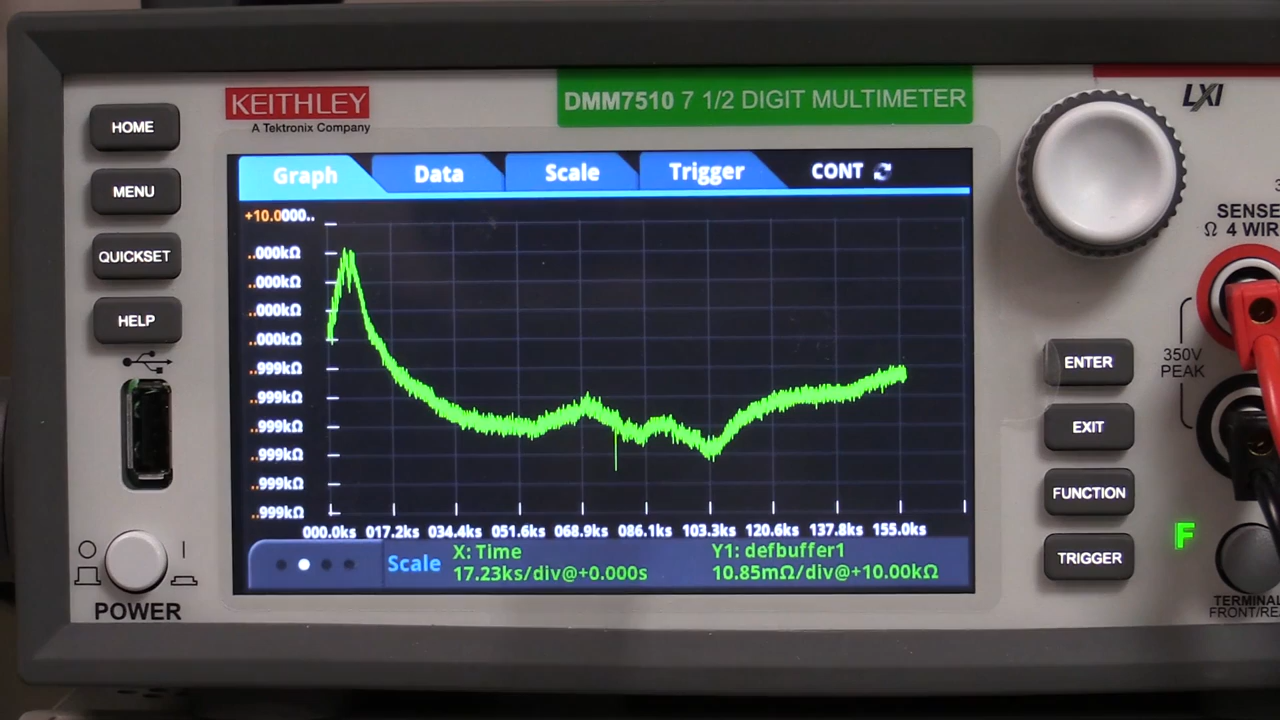 KEITHLEY
A Tektronix Company
DMM7510 7 1/2 DIGIT MULTIMETER
LXI
HOME
MENU
QUICKSET
HELP
POWER
Graph Data Scale Trigger CONT
+10.0000..
..000kΩ
..000kΩ
..000kΩ
..000kΩ
..999kΩ
..999kΩ
..999kΩ
..999kΩ
..999kΩ
..999kΩ
000.0ks 017.2ks 034.4ks 051.6ks 068.9ks 086.1ks 103.3ks 120.6ks 137.8ks 155.0ks
Scale
X: Time
17.23ks/div@+0.000s
Y1: defbuffer1
10.85mΩ/div@+10.00kΩ
SENSE
Ω 4 WIR
350V
PEAK
ENTER
EXIT
FUNCTION
TRIGGER
F
TERMINAL
FRONT/RE